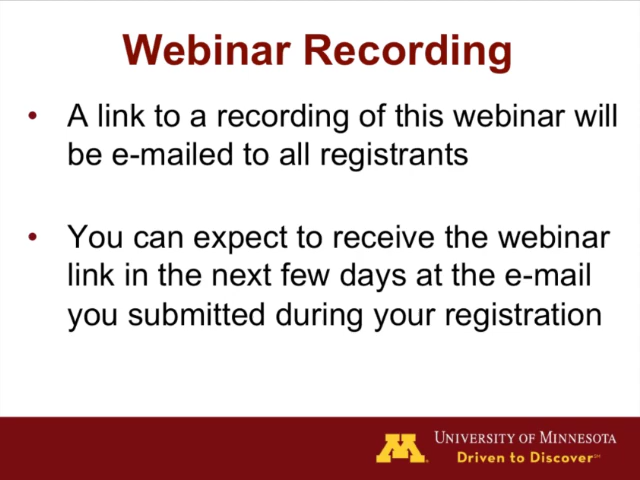 Webinar Recording
• A link to a recording of this webinar will
be e-mailed to all registrants
• You can expect to receive the webinar
link in the next few days at the e-mail
you submitted during your registration
M
UNIVERSITY OF MINNESOTA
Driven to Discover℠